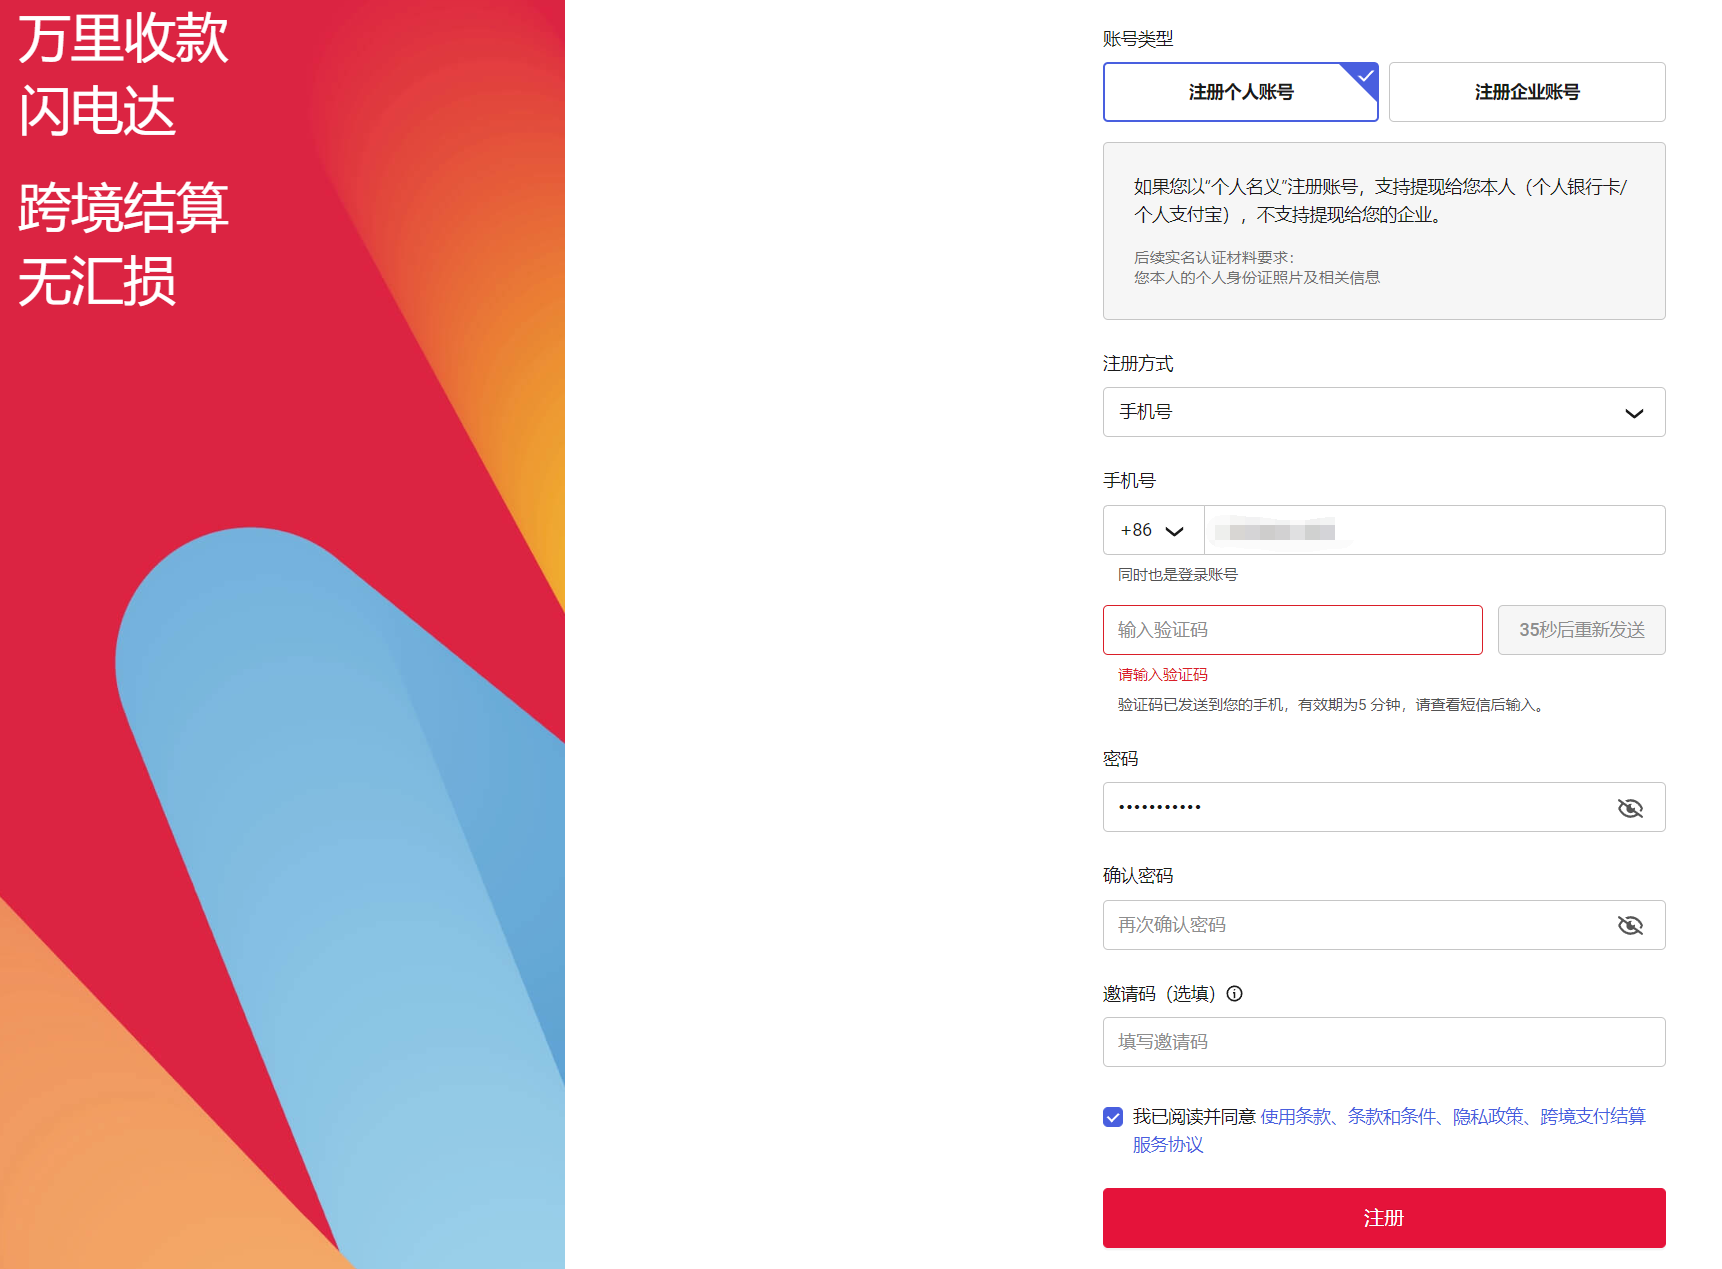 万里收款
闪电达
跨境结算
无汇损
账号类型
注册个人账号
注册企业账号
如果您以“个人名义”注册账号，支持提现给您本人（个人银行卡/
个人支付宝），不支持提现给您的企业。
后续实名认证材料要求：
您本人的个人身份证照片及相关信息
注册方式
手机号
手机号
+86
同时也是登录账号
输入验证码
35秒后重新发送
请输入验证码
验证码已发送到您的手机，有效期为5 分钟，请查看短信后输入。
密码
•••••••••••
确认密码
再次确认密码
邀请码（选填）
填写邀请码
我已阅读并同意 使用条款、条款和条件、隐私政策、跨境支付结算
服务协议
注册